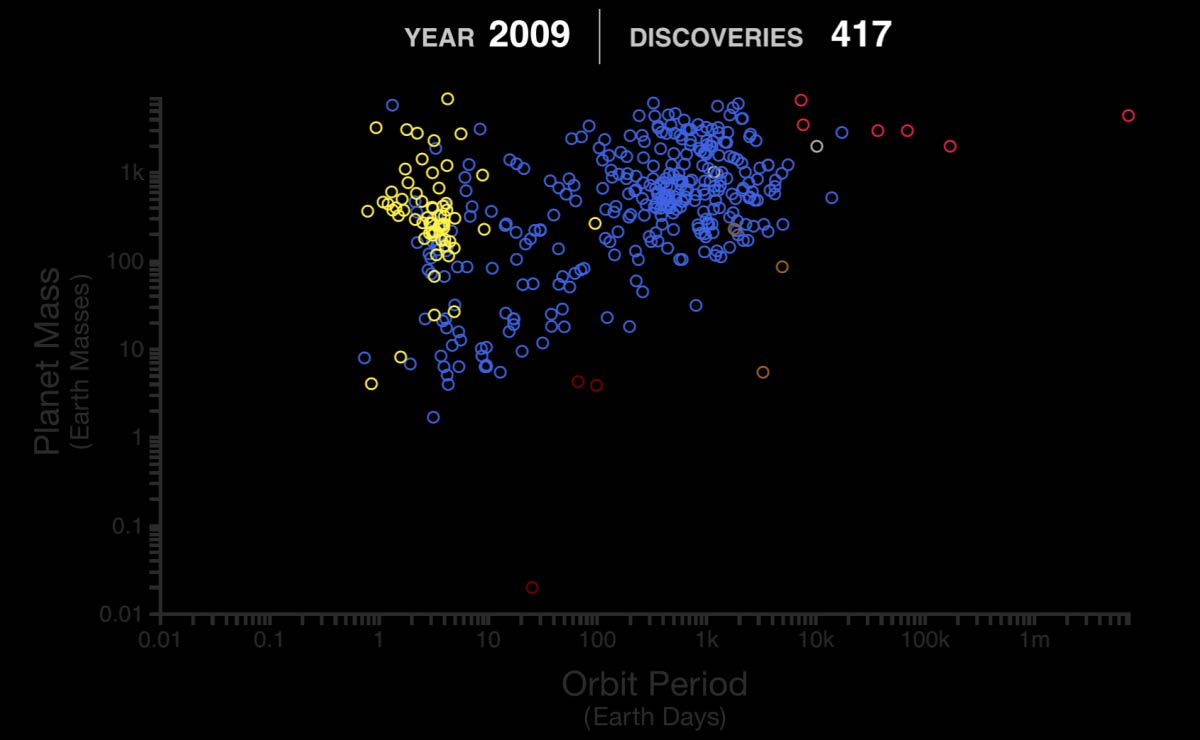 YEAR 2009 DISCOVERIES 417
1k
100
10
1
0.1
0.01
Planet Mass
(Earth Masses)
0.01 0.1 1 10 100 1k 10k 100k 1m
Orbit Period
(Earth Days)